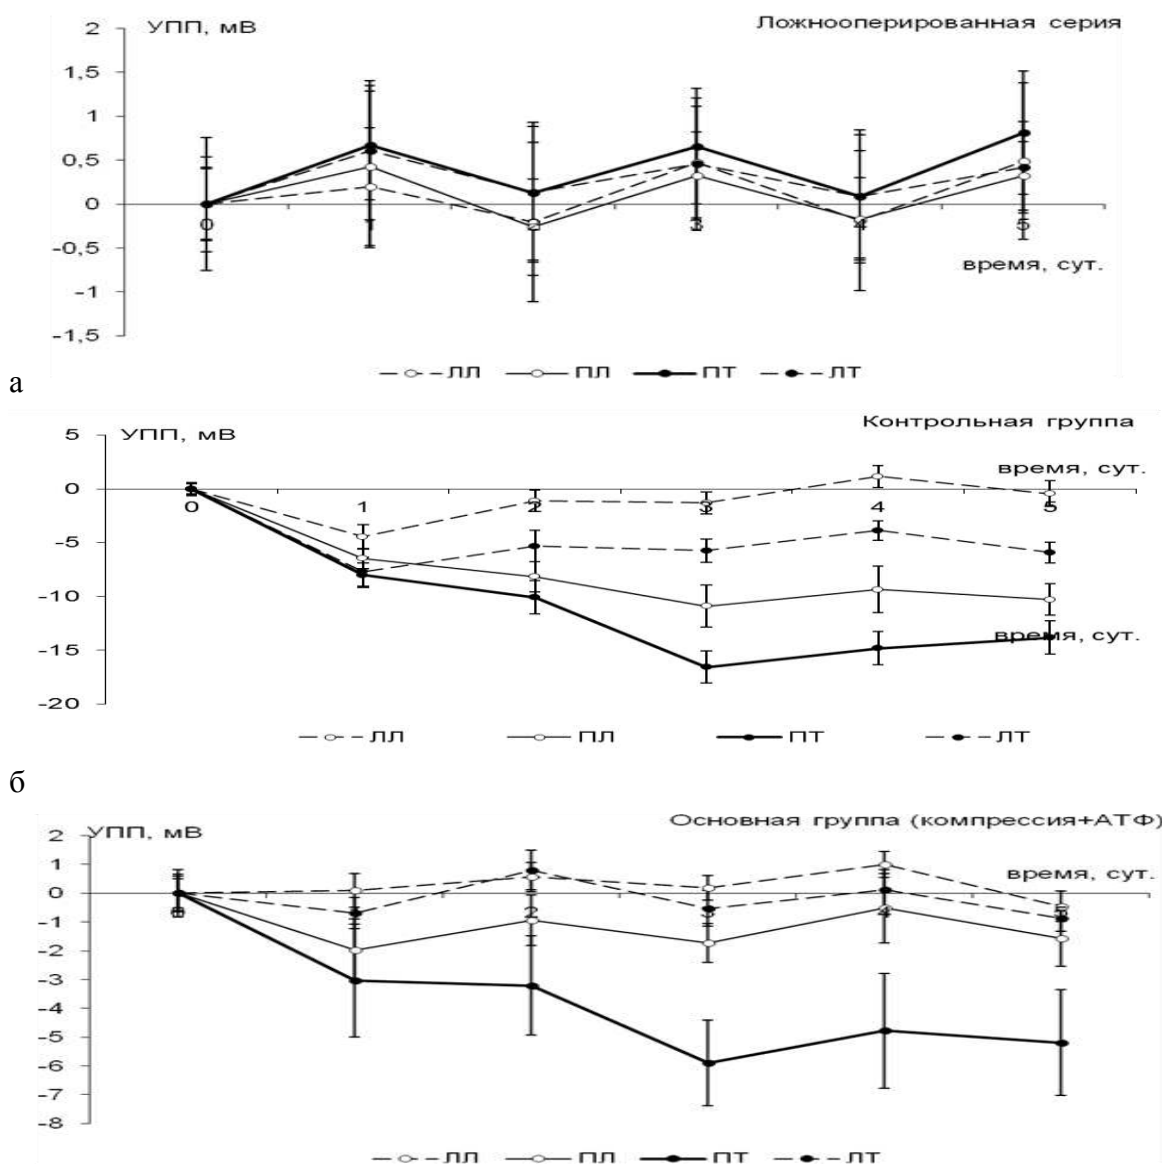 УПП, мВ
Ложнооперированная серия
2
1,5
1
0,5
0
-0,5
-1
-1,5
0 1 2 3 4 5
время, сут.
ЛЛ ПЛ ПТ ЛТ
а
УПП, мВ
Контрольная группа
5
0
-5
-10
-15
-20
время, сут.
0 1 2 3 4 5
время, сут.
ЛЛ ПЛ ПТ ЛТ
б
УПП, мВ
Основная группа (компрессия+АТФ)
2
1
0
-1
-2
-3
-4
-5
-6
-7
-8
время, сут.
0 2 3 4 5
ЛЛ ПЛ ПТ ЛТ